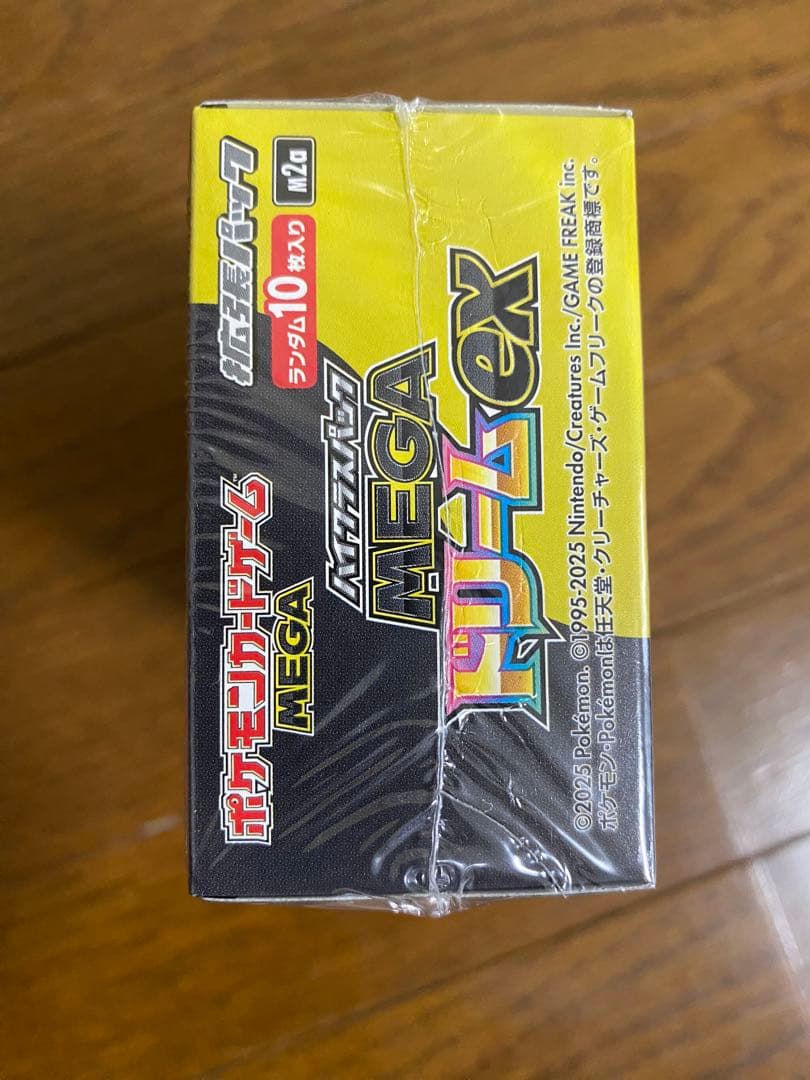 ポケモンカードゲーム™
MEGA
拡張パック
ランダム10枚入り
M2a
ハイクラスパック
MEGA
ドリームex
©2025 Pokémon. ©1995-2025 Nintendo/Creatures Inc./GAME FREAK inc.
ポケモン・Pokémonは任天堂・クリーチャーズ・ゲームフリークの登録商標です。